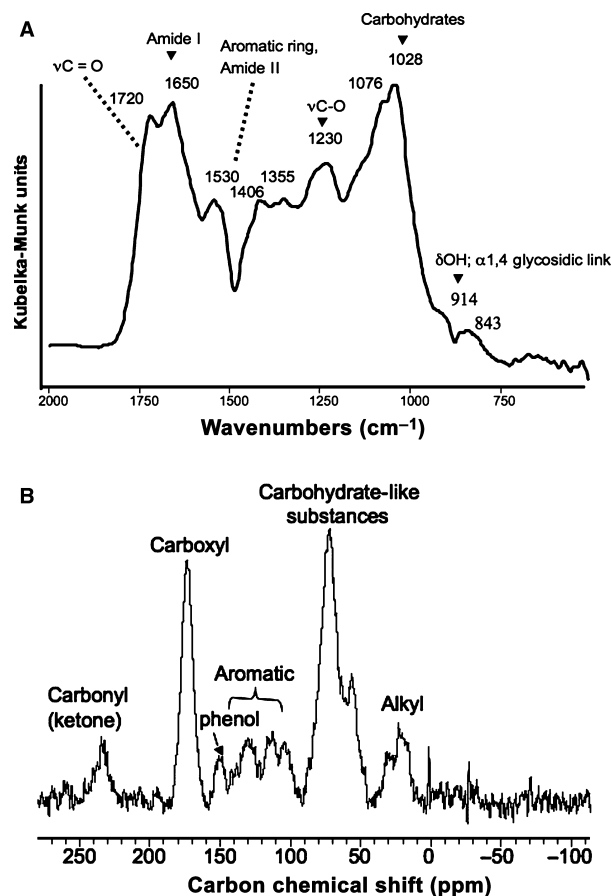 A
Carbohydrates
1028
Amide I
Aromatic ring,
Amide II
νC = O
1720
1650
1076
νC-O
1230
1530
1406
1355
δOH; α1,4 glycosidic link
914
843
Kubelka-Munk units
2000 1750 1500 1250 1000 750
Wavenumbers (cm⁻¹)
B
Carbohydrate-like
substances
Carboxyl
Aromatic
Carbonyl
(ketone)
phenol
Alkyl
250 200 150 100 50 0 −50 −100
Carbon chemical shift (ppm)